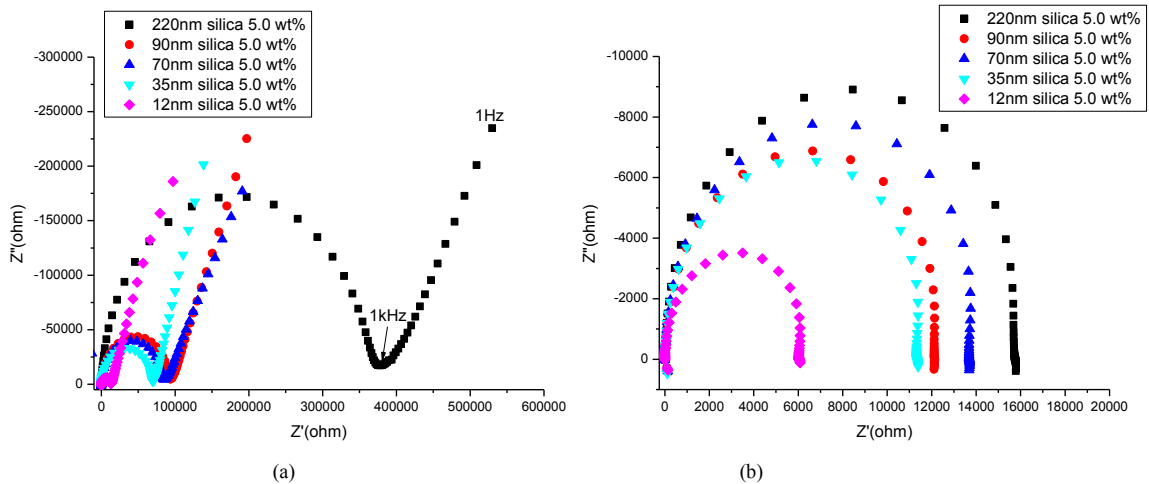 220nm silica 5.0 wt%
90nm silica 5.0 wt%
70nm silica 5.0 wt%
35nm silica 5.0 wt%
12nm silica 5.0 wt%
-300000
-250000
-200000
-150000
-100000
-50000
0
Z''(ohm)
1Hz
1kHz
0 100000 200000 300000 400000 500000 600000
Z'(ohm)
(a)
220nm silica 5.0 wt%
90nm silica 5.0 wt%
70nm silica 5.0 wt%
35nm silica 5.0 wt%
12nm silica 5.0 wt%
-10000
-8000
-6000
-4000
-2000
0
Z''(ohm)
0 2000 4000 6000 8000 10000 12000 14000 16000 18000 20000
Z'(ohm)
(b)